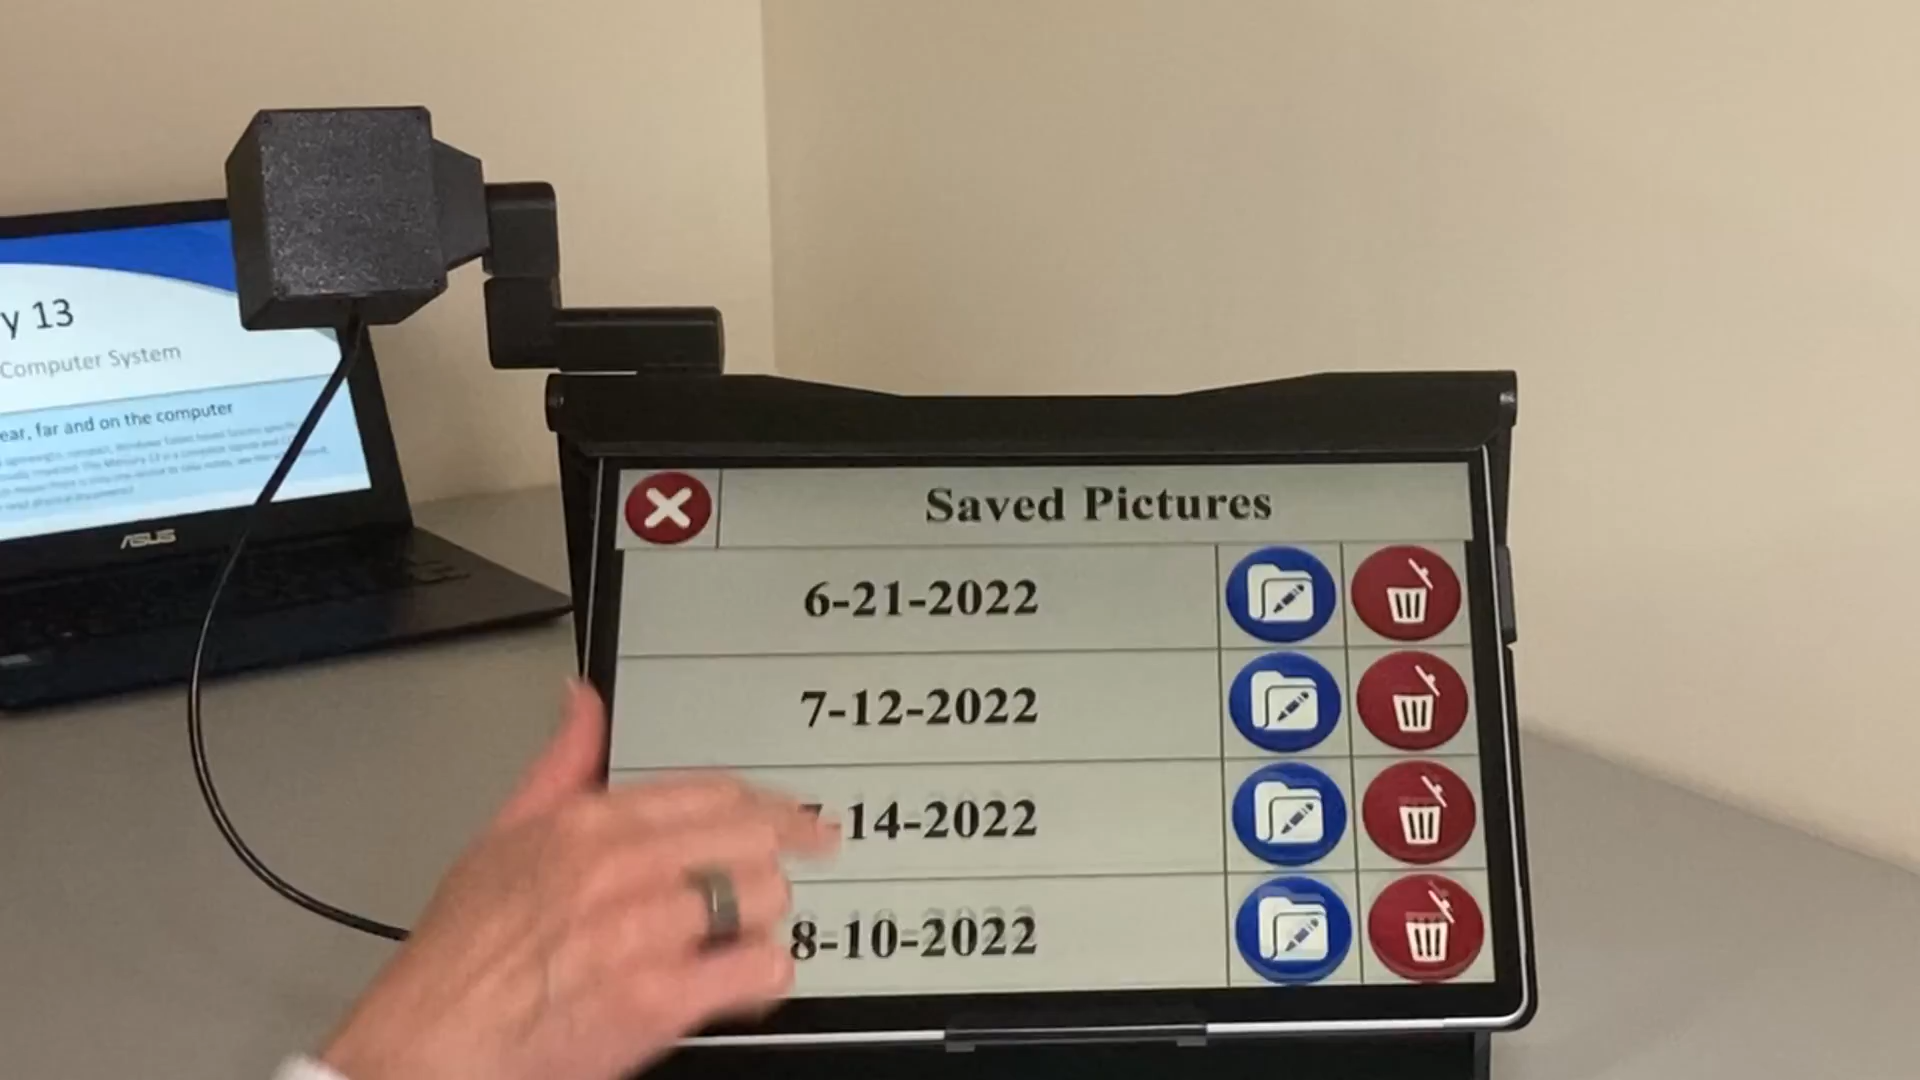 y 13
Computer System
ear, far and on the computer
ASUS
Saved Pictures
6-21-2022
7-12-2022
7-14-2022
8-10-2022